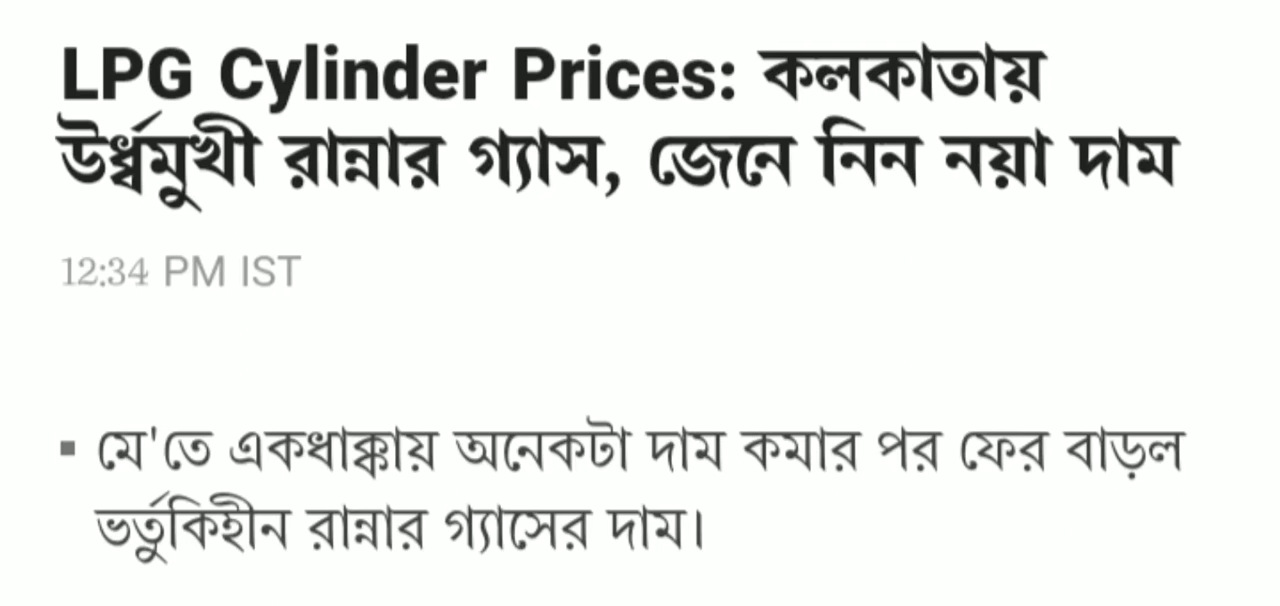 LPG Cylinder Prices: কলকাতায়
উর্ধ্বমুখী রান্নার গ্যাস, জেনে নিন নয়া দাম
12:34 PM IST
▪ মে'তে একধাক্কায় অনেকটা দাম কমার পর ফের বাড়ল
ভর্তুকিহীন রান্নার গ্যাসের দাম।